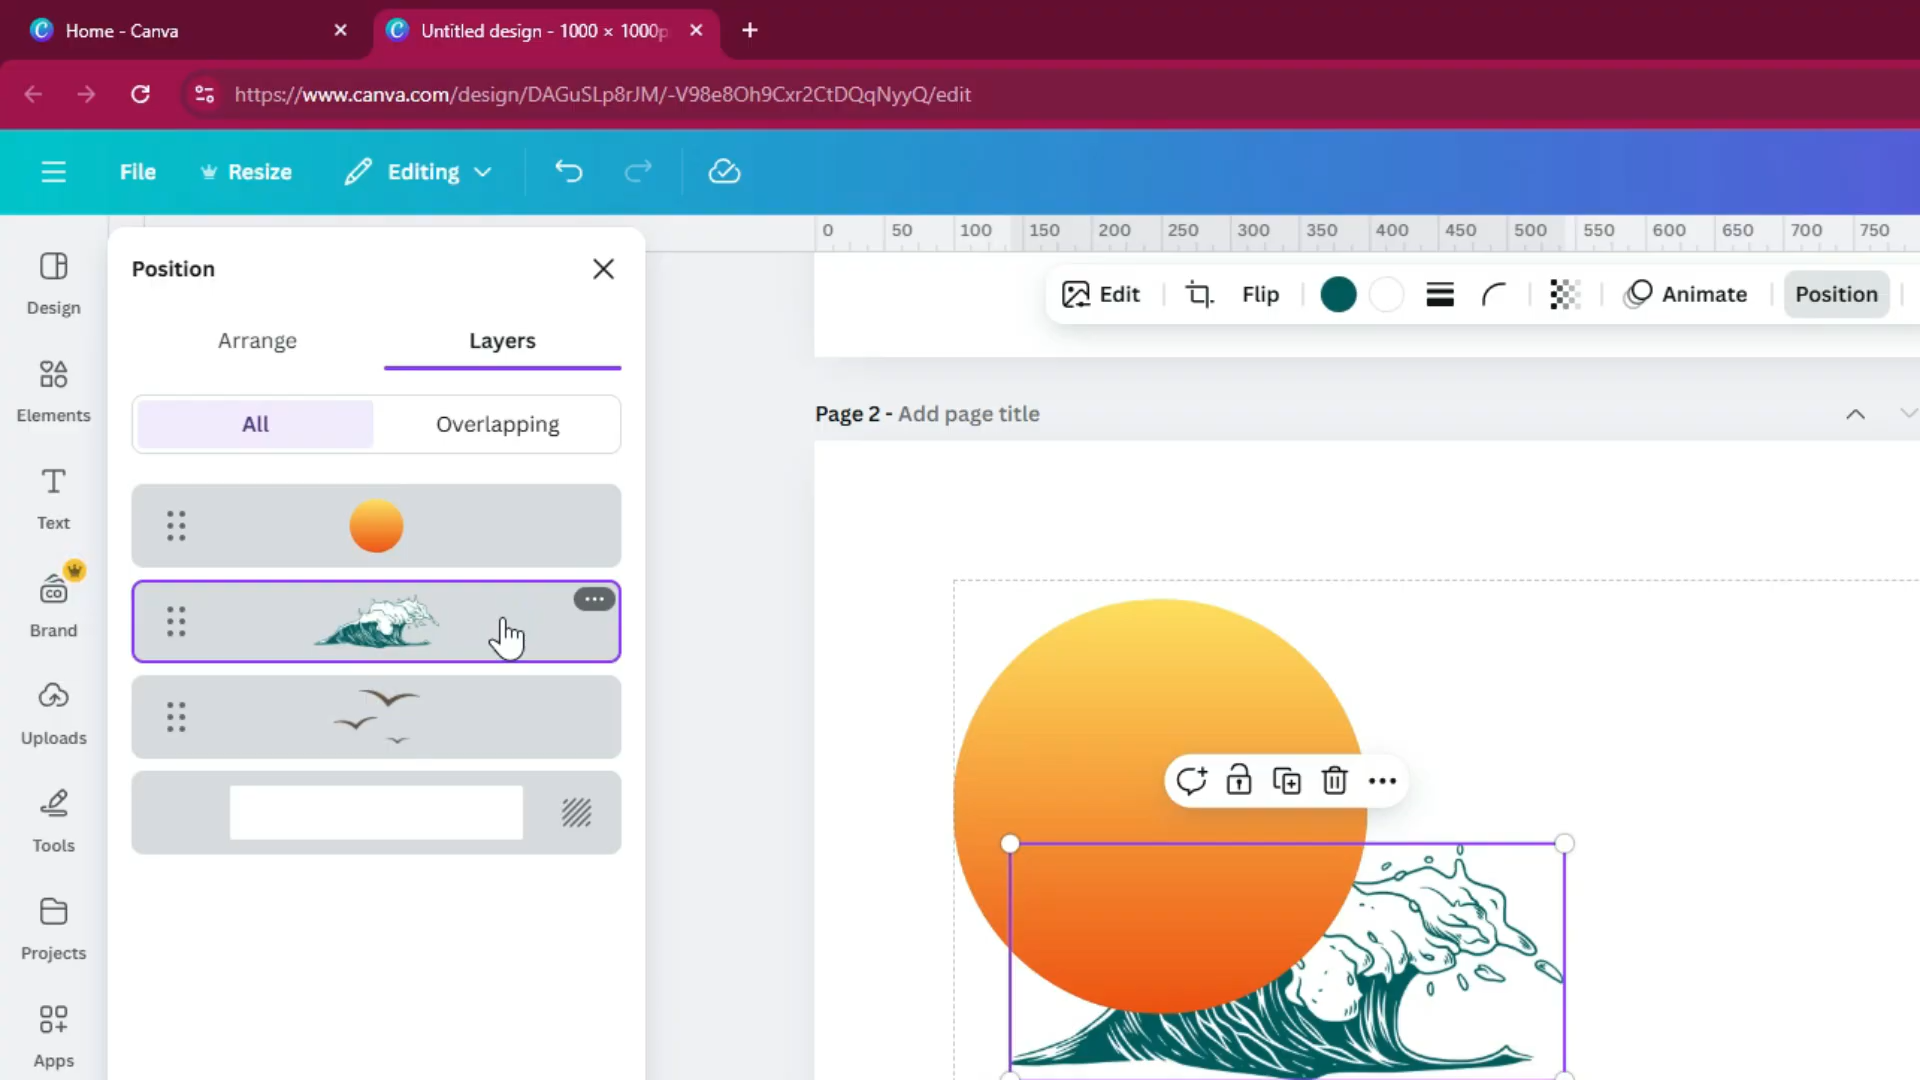 Home - Canva
Untitled design - 1000 × 1000p
https://www.canva.com/design/DAGuSLp8rJM/-V98e8Oh9Cxr2CtDQqNyyQ/edit
File
Resize
Editing
0 50 100 150 200 250 300 350 400 450 500 550 600 650 700 750
Design
Elements
Text
Brand
Uploads
Tools
Projects
Apps
Position
Arrange
Layers
All
Overlapping
Edit
Flip
Animate
Position
Page 2 - Add page title